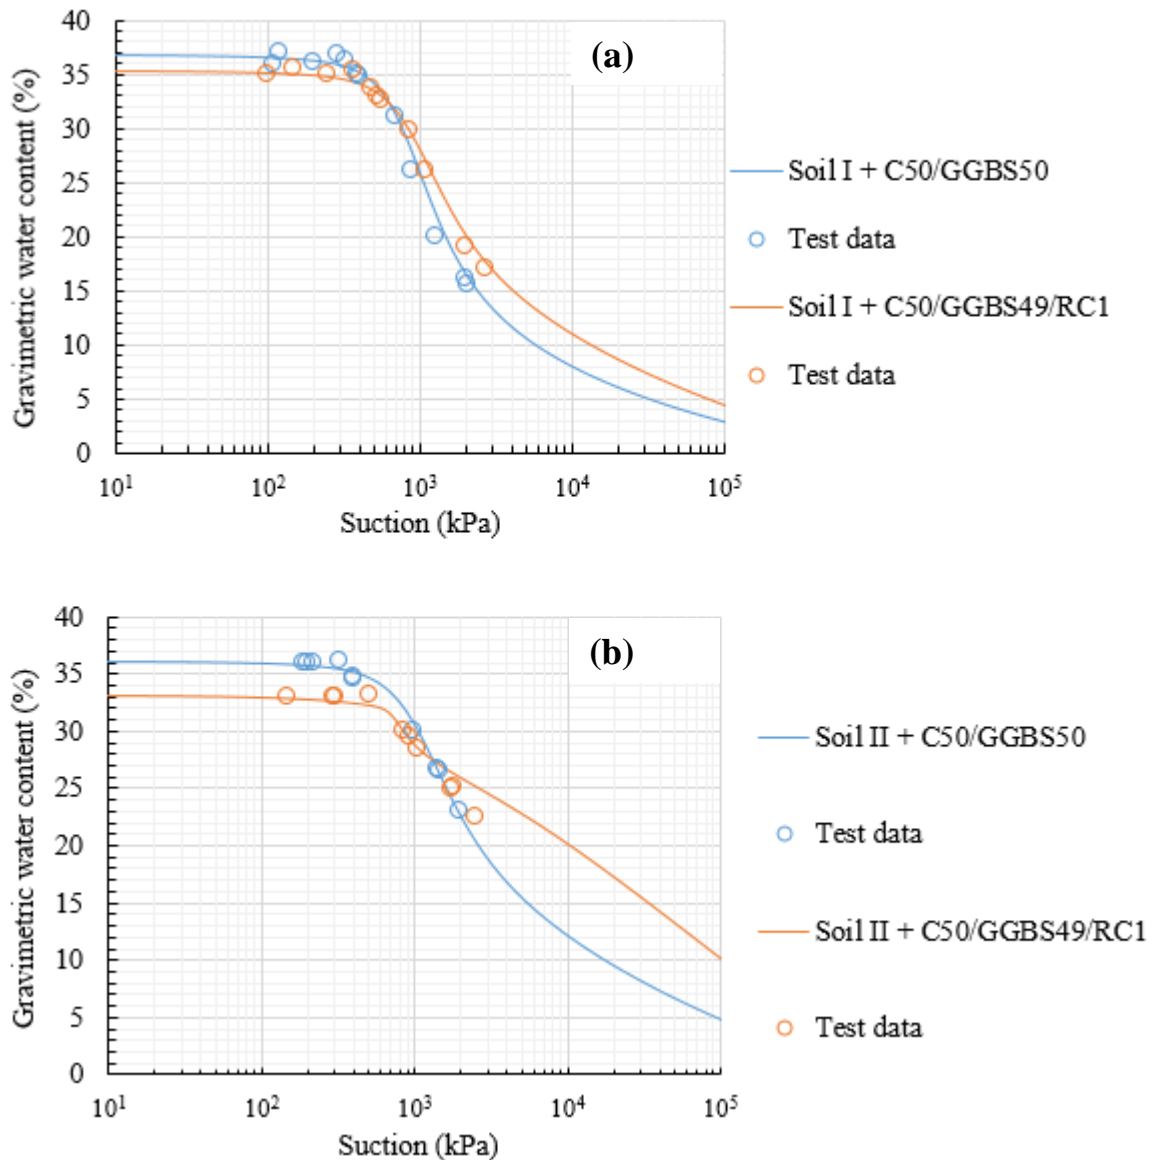 (a)
Gravimetric water content (%)
40
35
30
25
20
15
10
5
0
10¹ 10² 10³ 10⁴ 10⁵
Suction (kPa)
Soil I + C50/GGBS50
Test data
Soil I + C50/GGBS49/RC1
Test data
(b)
Gravimetric water content (%)
40
35
30
25
20
15
10
5
0
10¹ 10² 10³ 10⁴ 10⁵
Suction (kPa)
Soil II + C50/GGBS50
Test data
Soil II + C50/GGBS49/RC1
Test data